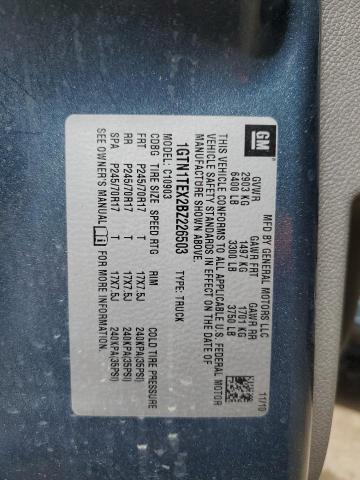 GM
MFD BY GENERAL MOTORS LLC 11/10
GVWR GAWR FRT GAWR RR
2903 KG 1497 KG 1701 KG
6400 LB 3300 LB 3750 LB
THIS VEHICLE CONFORMS TO ALL APPLICABLE U.S. FEDERAL MOTOR
VEHICLE SAFETY STANDARDS IN EFFECT ON THE DATE OF
MANUFACTURE SHOWN ABOVE.
1GTN1TEX2BZ226503 TYPE: TRUCK
MODEL: C10903
CDBG TIRE SIZE SPEED RTG RIM COLD TIRE PRESSURE
FRT P245/70R17 T 17X7.5J 240KPA(35PSI)
RR P245/70R17 T 17X7.5J 240KPA(35PSI)
SPA P245/70R17 T 17X7.5J 240KPA(35PSI)
SEE OWNER'S MANUAL FOR MORE INFORMATION.